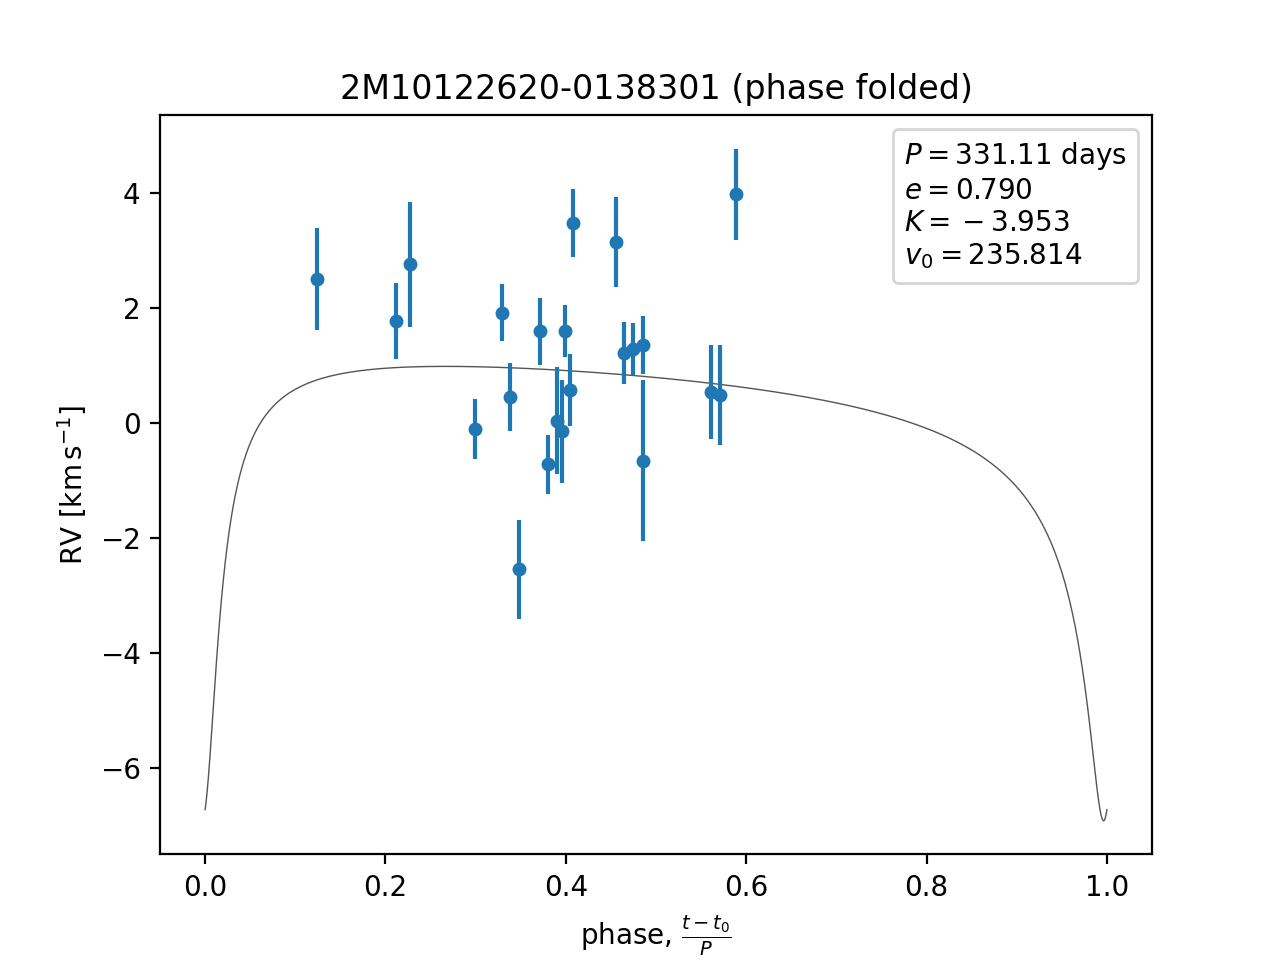 2M10122620-0138301 (phase folded)
P = 331.11 days
e = 0.790
K = −3.953
v₀ = 235.814
RV [km s⁻¹]
4
2
0
−2
−4
−6
0.0 0.2 0.4 0.6 0.8 1.0
phase, (t − t₀)/P